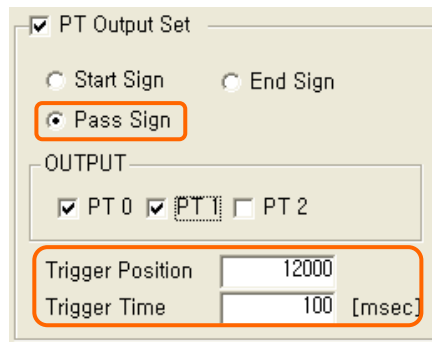 PT Output Set
Start Sign End Sign
Pass Sign
OUTPUT
PT 0 PT 1 PT 2
Trigger Position 12000
Trigger Time 100 [msec]